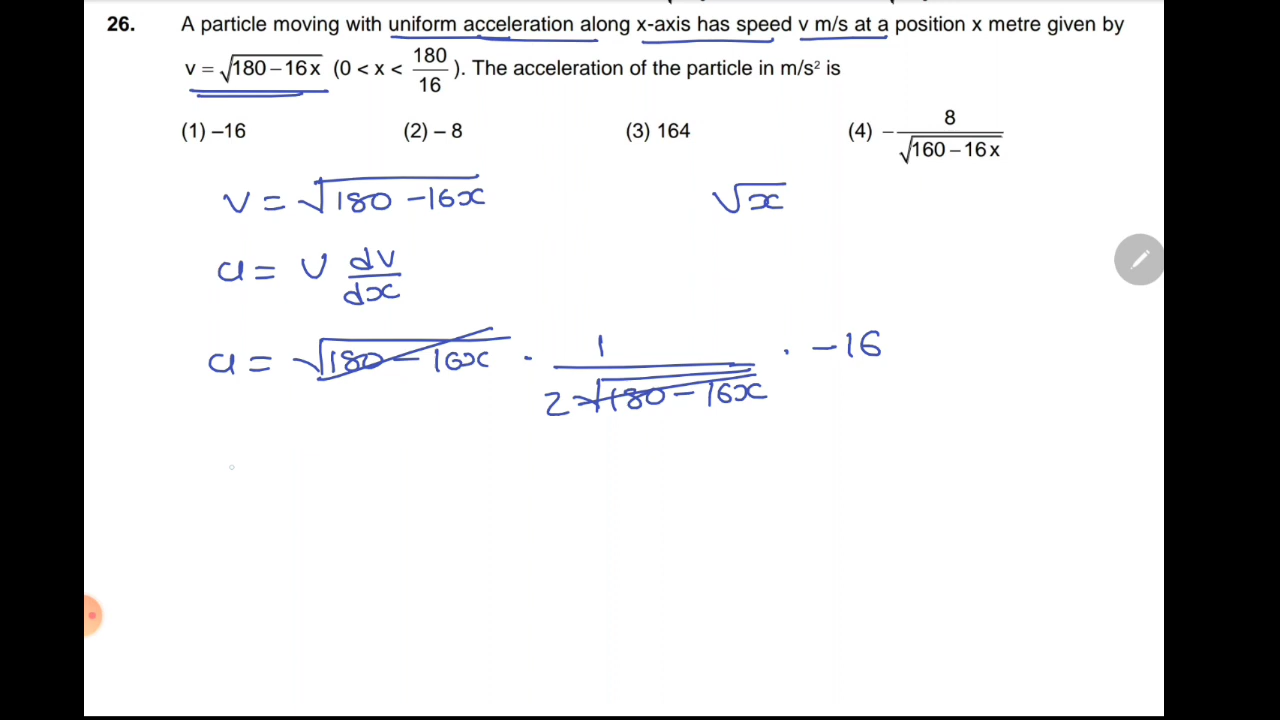 26. A particle moving with uniform acceleration along x-axis has speed v m/s at a position x metre given by
v = √(180 – 16x) (0 < x < 180/16). The acceleration of the particle in m/s² is
(1) –16 (2) – 8 (3) 164 (4) – 8/√(160 – 16x)
v = √(180 – 16x) √x
a = v dv/dx
a = √(180 – 16x) · 1/(2√(180 – 16x)) · –16